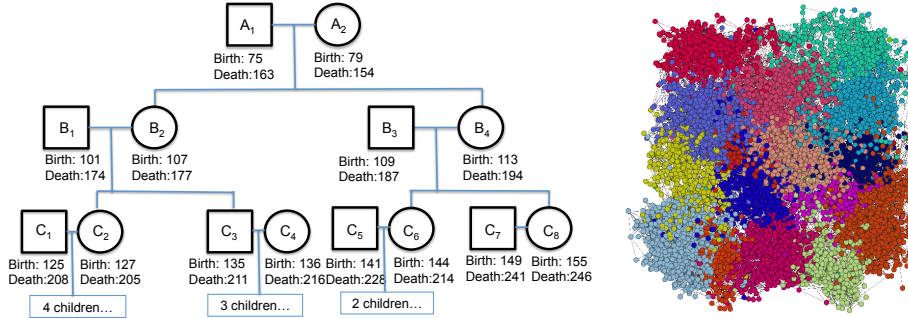 A1 A2
Birth: 75 Birth: 79
Death:163 Death:154
B1 B2 B3 B4
Birth: 101 Birth: 107 Birth: 109 Birth: 113
Death:174 Death:177 Death:187 Death:194
C1 C2 C3 C4 C5 C6 C7 C8
Birth: 125 Birth: 127 Birth: 135 Birth: 136 Birth: 141 Birth: 144 Birth: 149 Birth: 155
Death:208 Death:205 Death:211 Death:216 Death:228 Death:214 Death:241 Death:246
4 children… 3 children… 2 children…